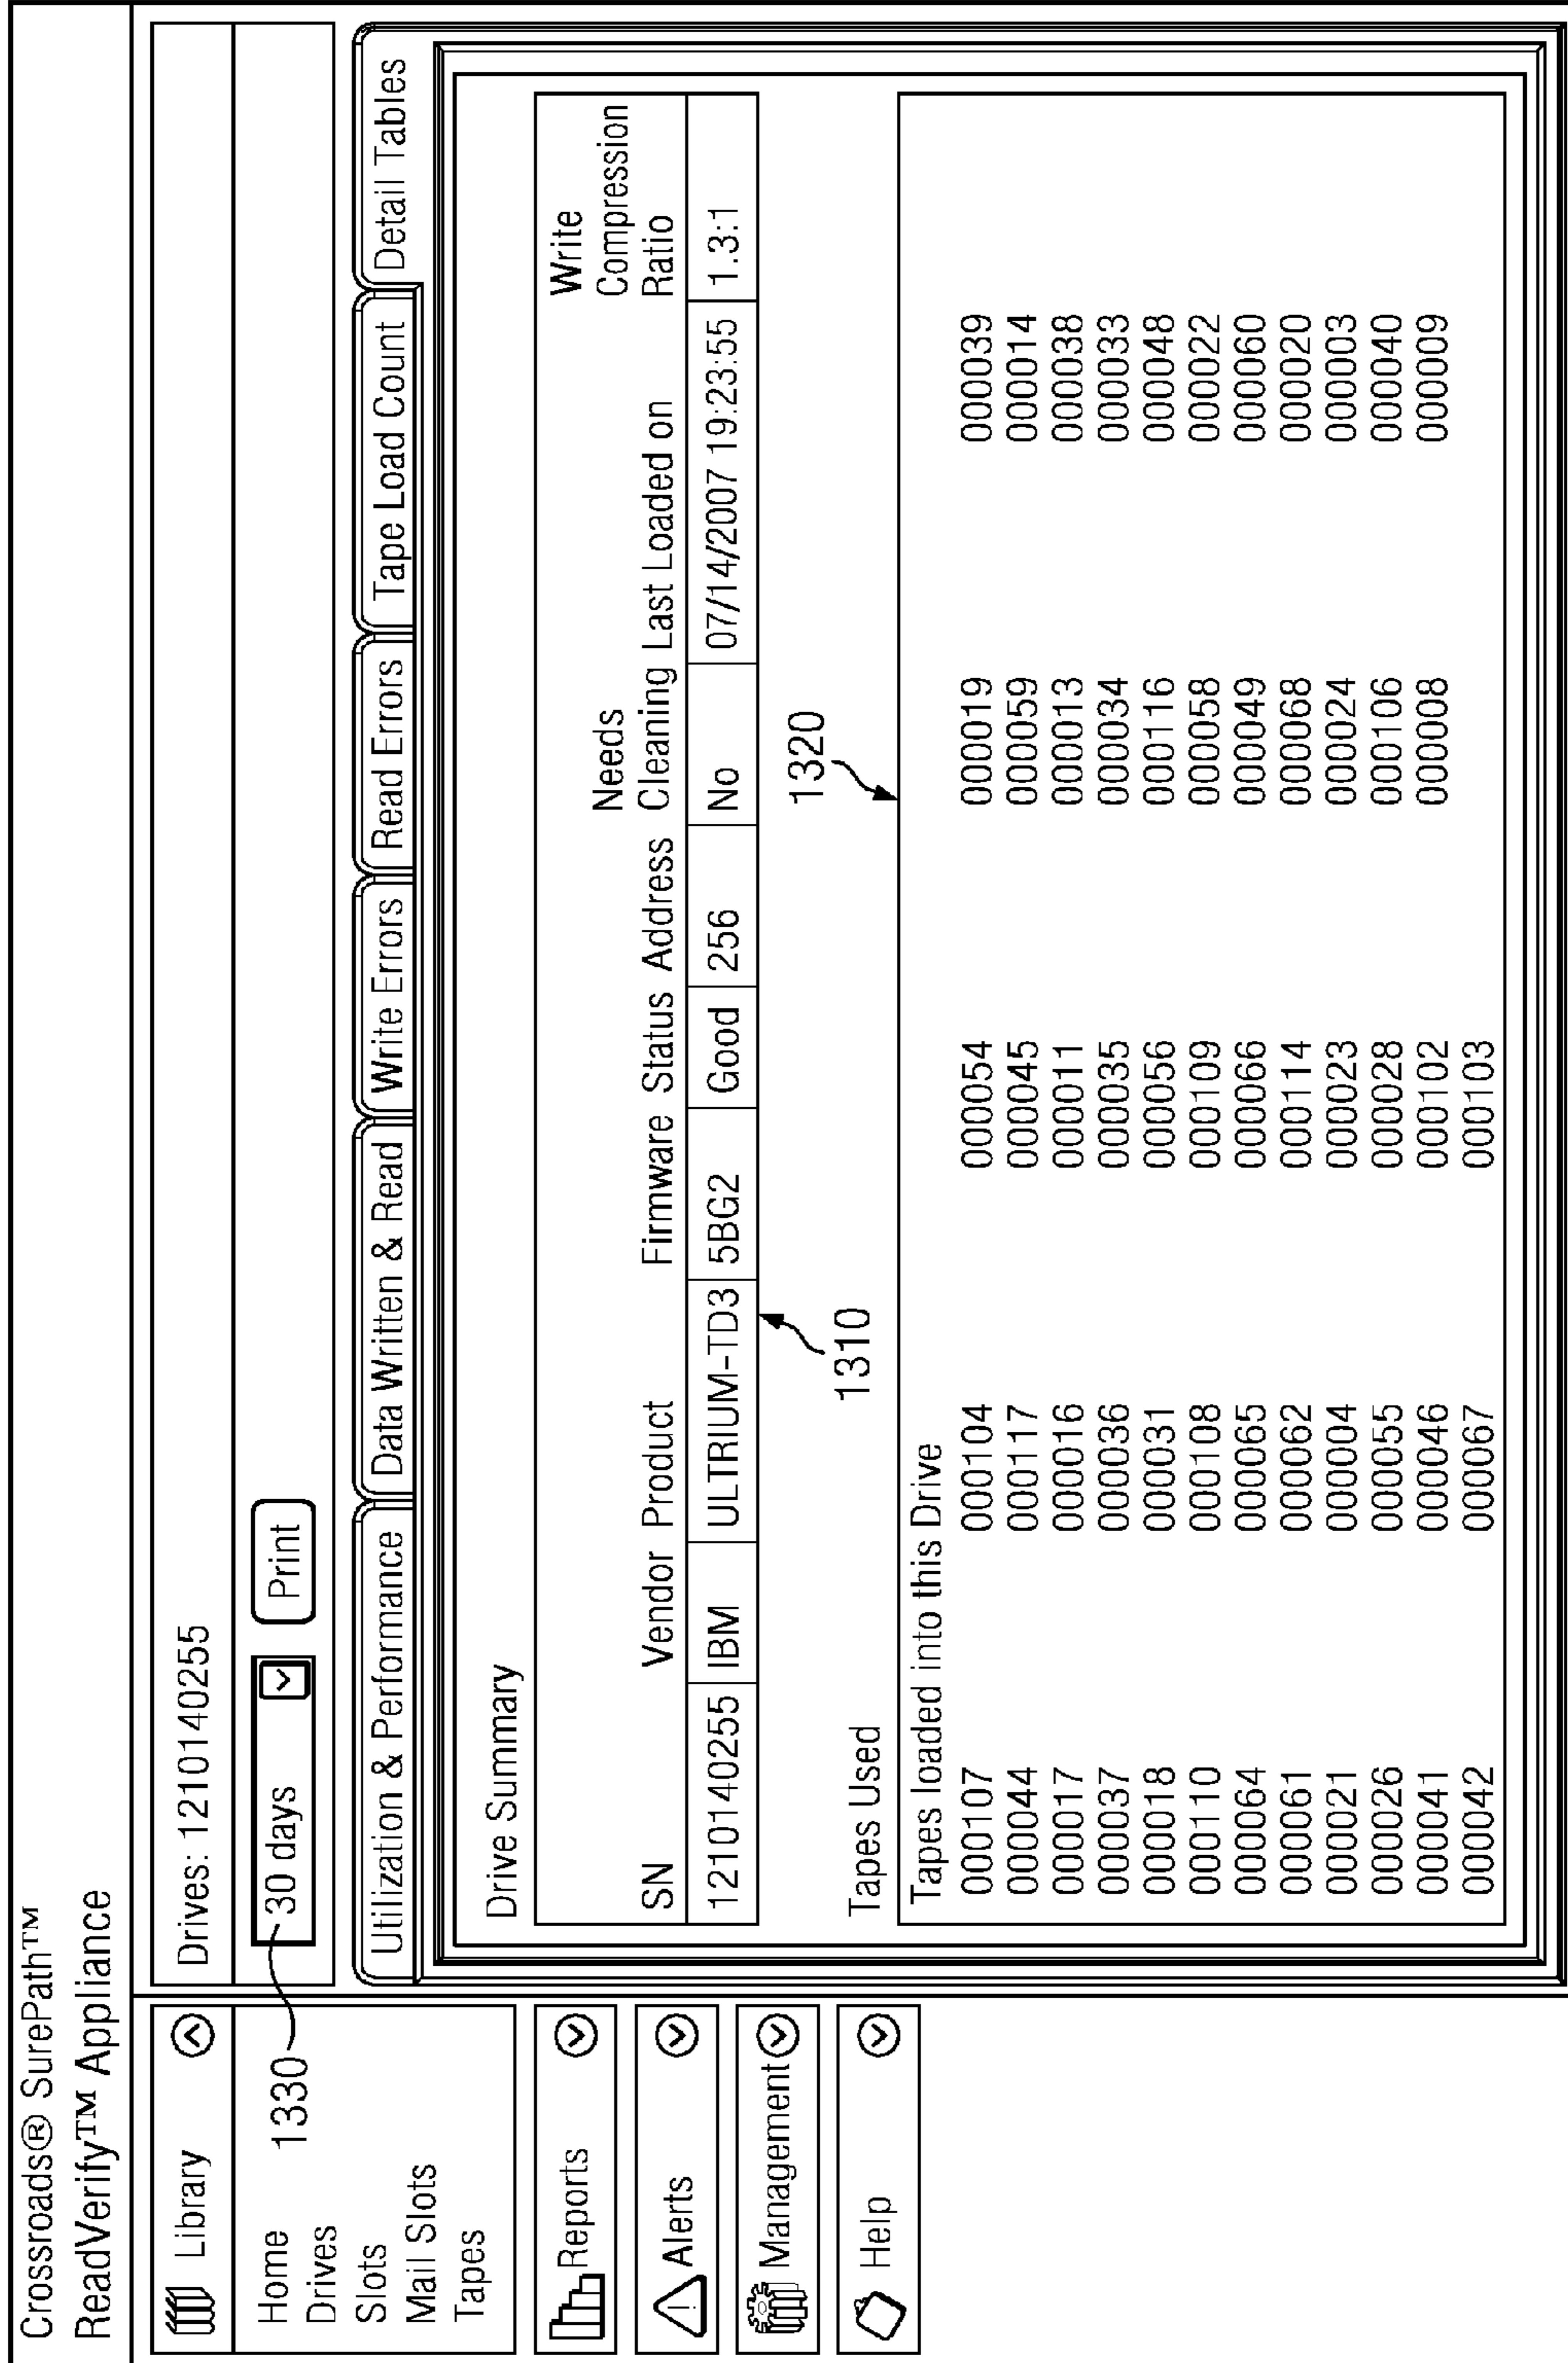 Crossroads® SurePath™
ReadVerify™ Appliance
Library
Home
Drives
Slots
Mail Slots
Tapes
Reports
Alerts
Management
Help
1330
Drives: 1210140255
30 days Print
Utilization & Performance Data Written & Read Write Errors Read Errors Tape Load Count Detail Tables
Drive Summary
SN Vendor Product Firmware Status Address Needs Cleaning Last Loaded on Write Compression Ratio
1210140255 IBM ULTRIUM-TD3 5BG2 Good 256 No 07/14/2007 19:23:55 1.3:1
1310
1320
Tapes Used
Tapes loaded into this Drive
000107 000104 000054 000019 000039
000044 000117 000045 000059 000014
000017 000016 000011 000013 000038
000037 000036 000035 000034 000033
000018 000031 000056 000116 000048
000110 000108 000109 000058 000022
000064 000065 000066 000049 000060
000061 000062 000114 000068 000020
000021 000004 000023 000024 000003
000026 000055 000028 000106 000040
000041 000046 000102 000008 000009
000042 000067 000103